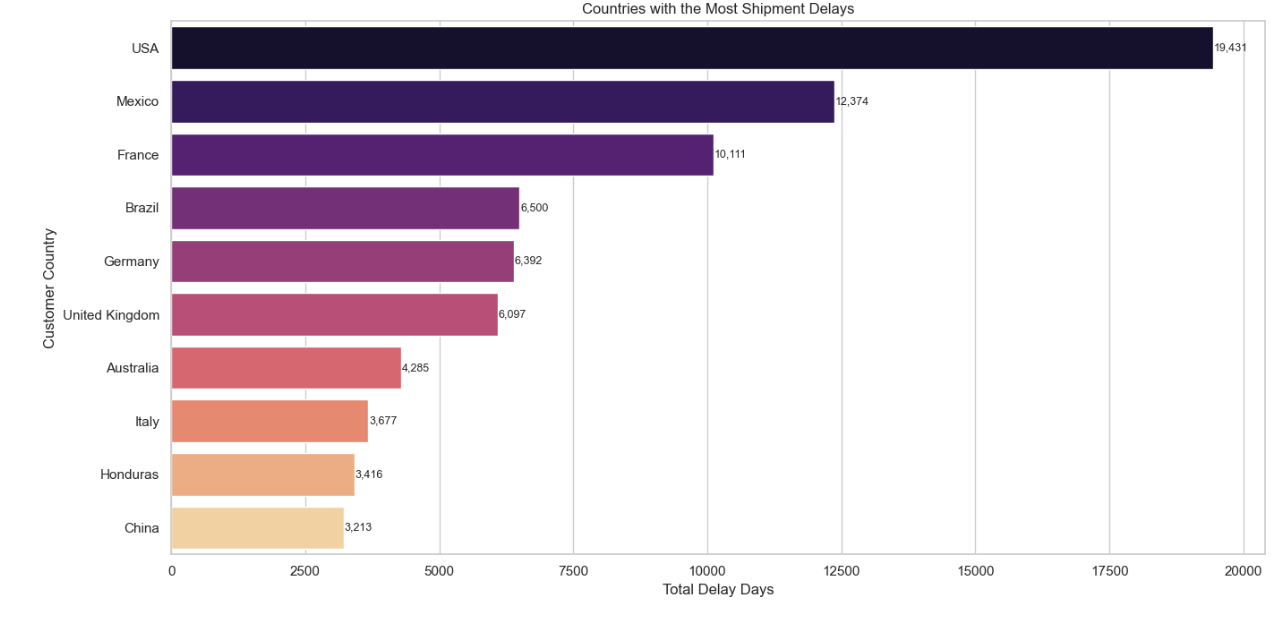 Countries with the Most Shipment Delays
USA 19,431
Mexico 12,374
France 10,111
Brazil 6,500
Germany 6,392
United Kingdom 6,097
Australia 4,285
Italy 3,677
Honduras 3,416
China 3,213
Customer Country
0 2500 5000 7500 10000 12500 15000 17500 20000
Total Delay Days